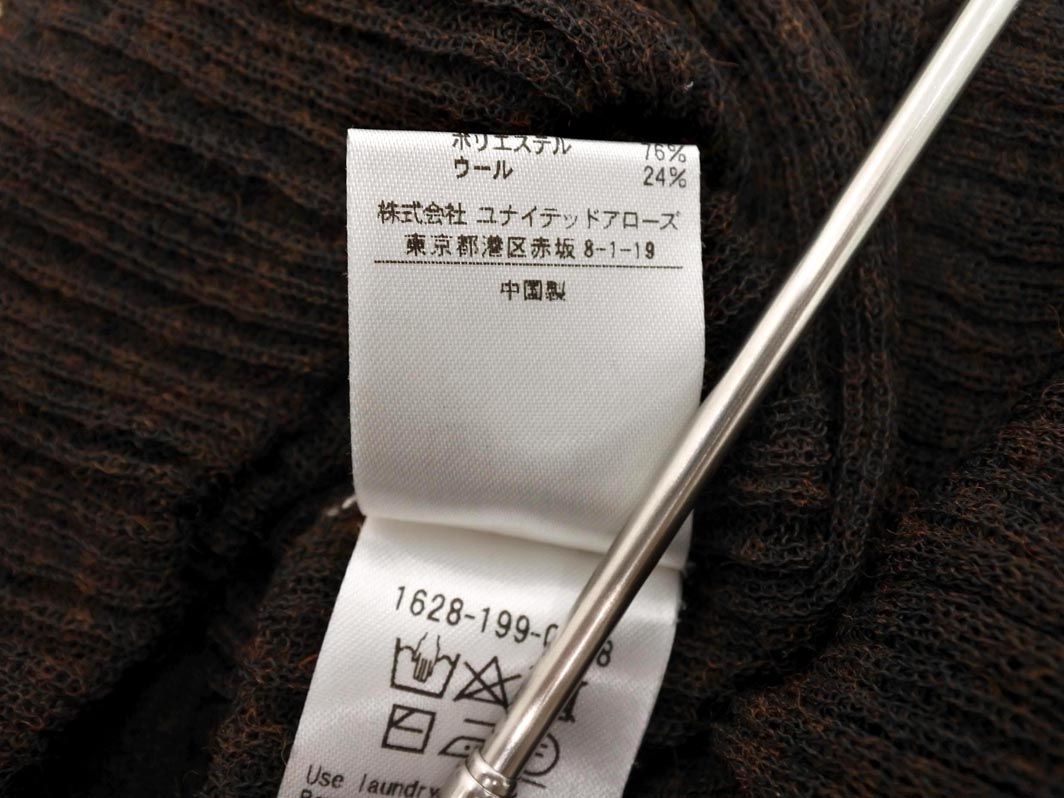 ポリエステル 76%
ウール 24%
株式会社 ユナイテッドアローズ
東京都港区赤坂 8-1-19
中国製
1628-199-
Use laundry